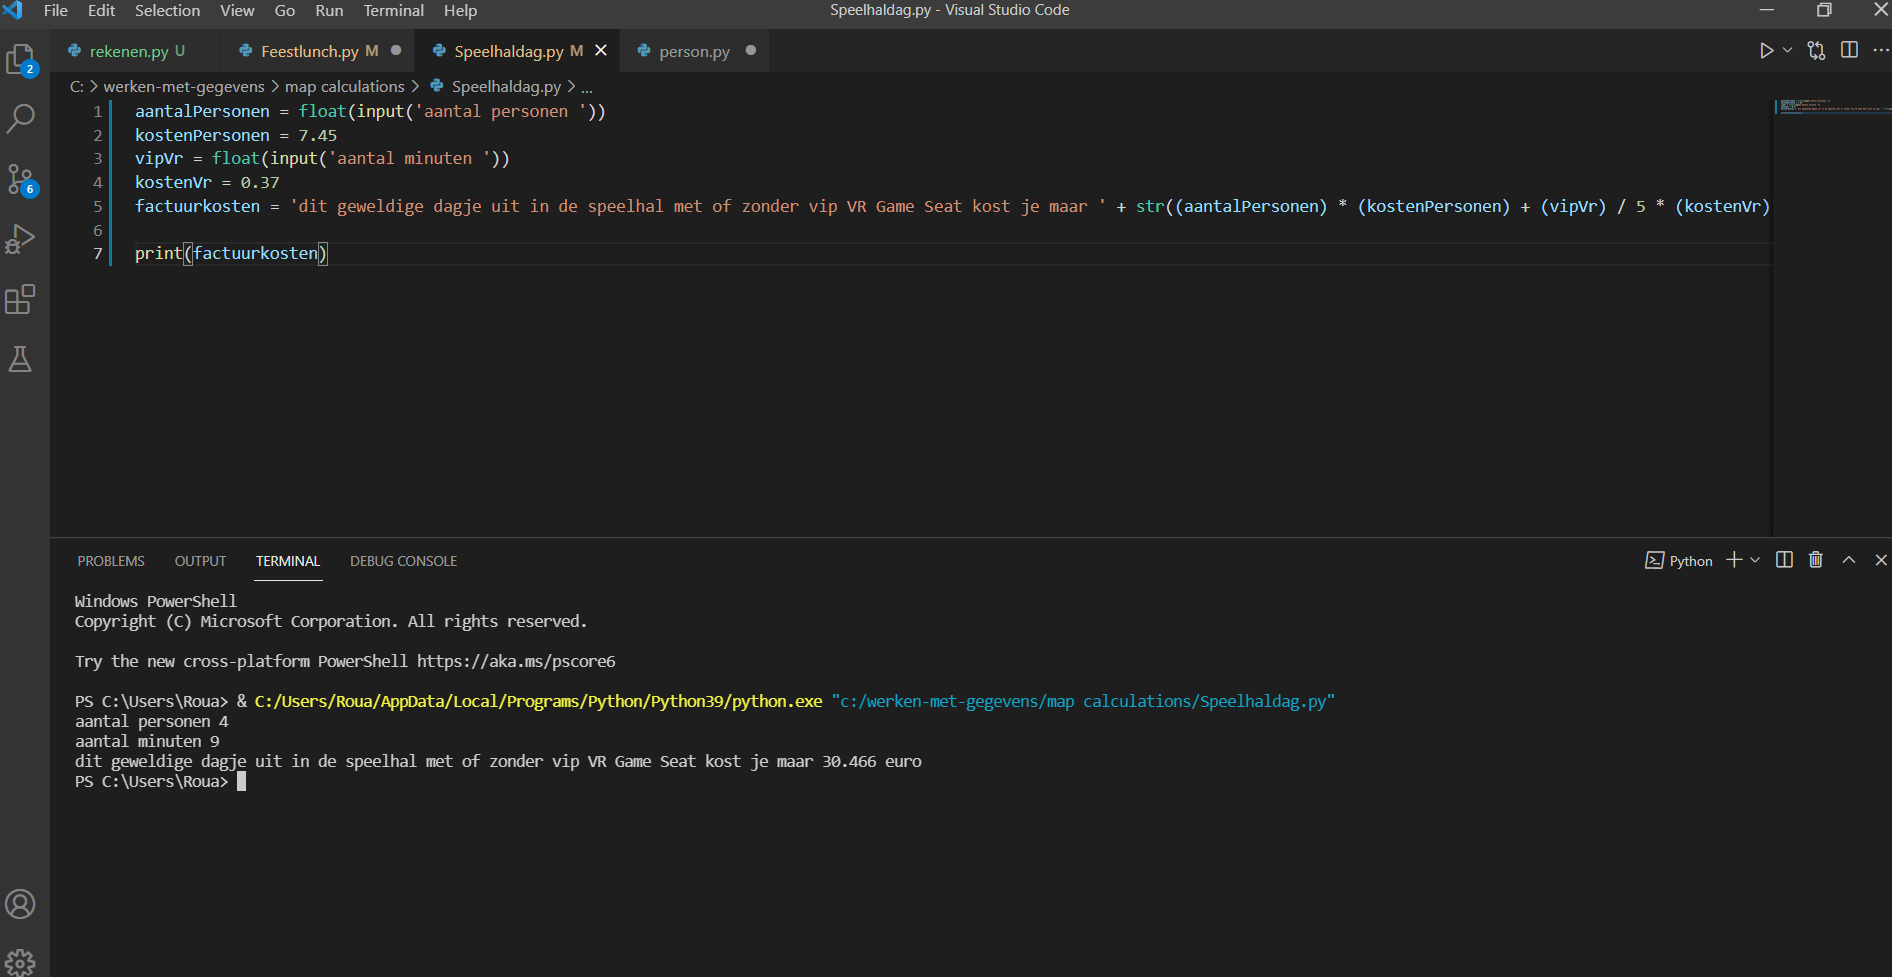 File Edit Selection View Go Run Terminal Help
Speelhaldag.py - Visual Studio Code
rekenen.py U
Feestlunch.py M
Speelhaldag.py M
person.py
C: > werken-met-gegevens > map calculations > Speelhaldag.py > ...
2
6
1 aantalPersonen = float(input('aantal personen '))
2 kostenPersonen = 7.45
3 vipVr = float(input('aantal minuten '))
4 kostenVr = 0.37
5 factuurkosten = 'dit geweldige dagje uit in de speelhal met of zonder vip VR Game Seat kost je maar ' + str((aantalPersonen) * (kostenPersonen) + (vipVr) / 5 * (kostenVr)
6
7 print(factuurkosten)
PROBLEMS OUTPUT TERMINAL DEBUG CONSOLE
Python
Windows PowerShell
Copyright (C) Microsoft Corporation. All rights reserved.
Try the new cross-platform PowerShell https://aka.ms/pscore6
PS C:\Users\Roua> & C:/Users/Roua/AppData/Local/Programs/Python/Python39/python.exe "c:/werken-met-gegevens/map calculations/Speelhaldag.py"
aantal personen 4
aantal minuten 9
dit geweldige dagje uit in de speelhal met of zonder vip VR Game Seat kost je maar 30.466 euro
PS C:\Users\Roua>